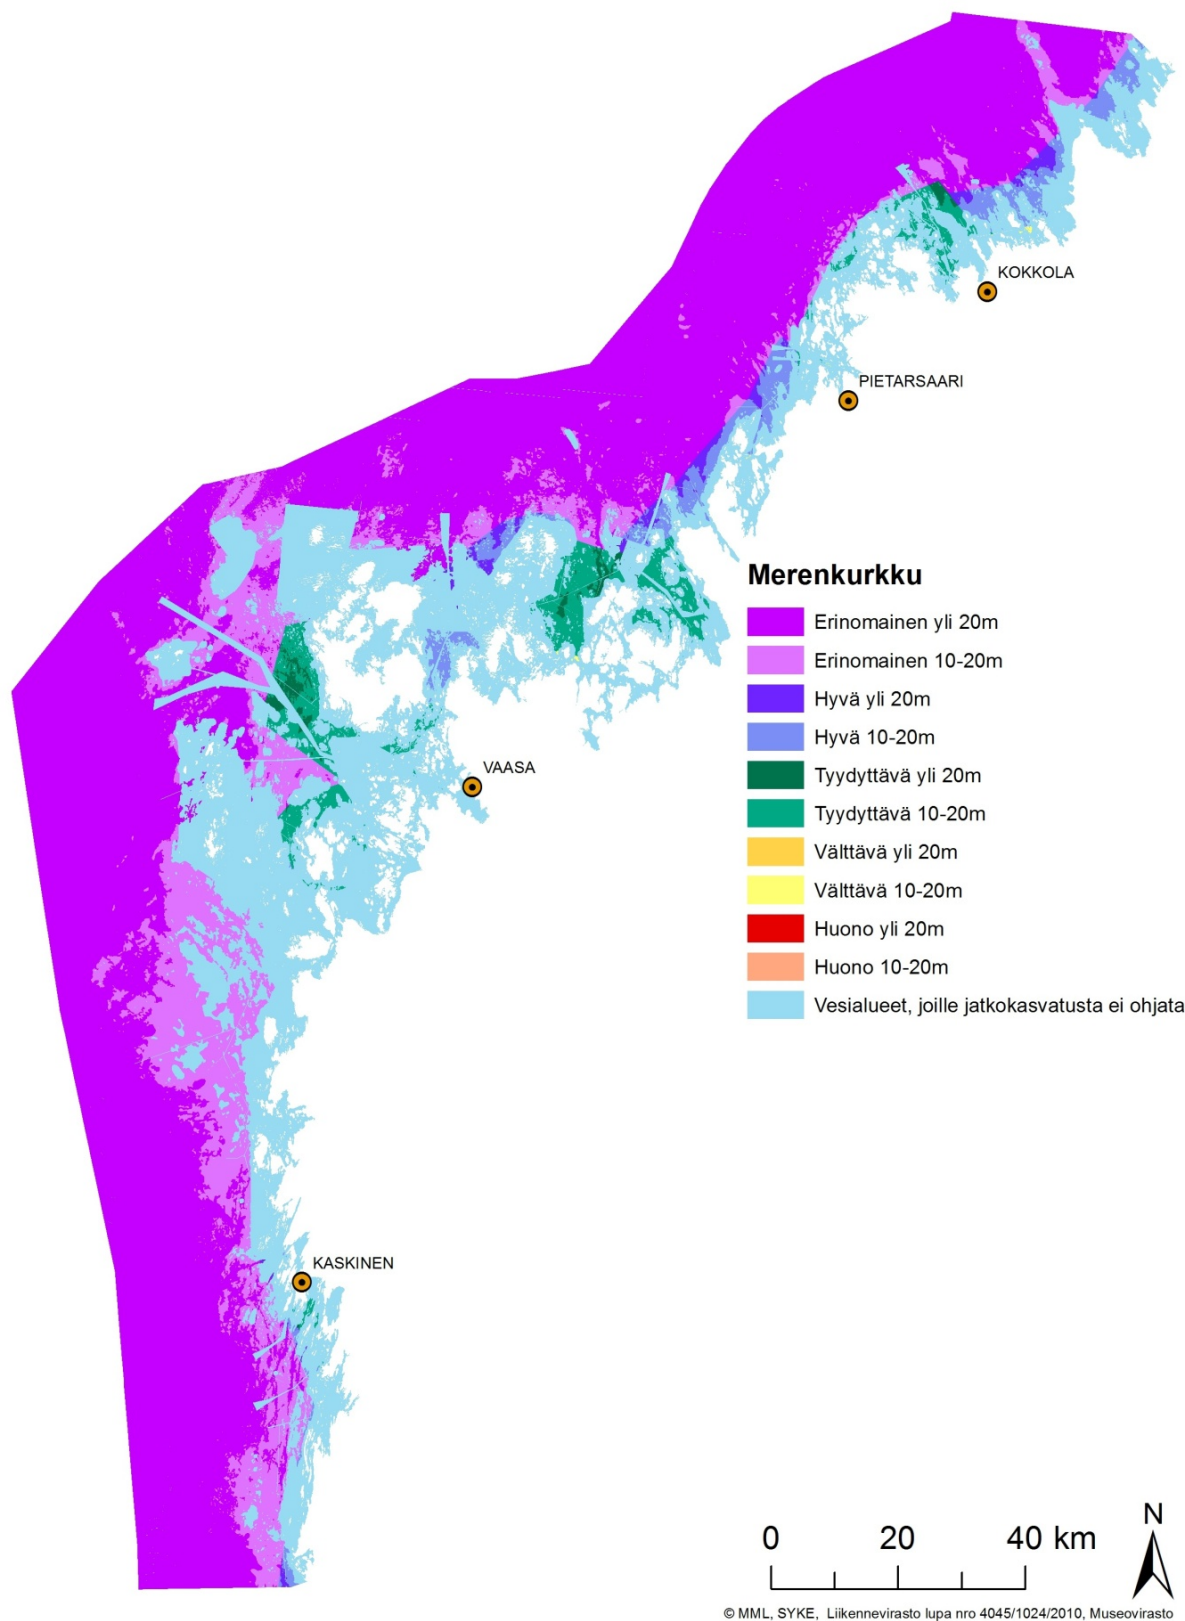 KOKKOLA
PIETARSAARI
Merenkurkku
Erinomainen yli 20m
Erinomainen 10-20m
Hyvä yli 20m
Hyvä 10-20m
Tyydyttävä yli 20m
Tyydyttävä 10-20m
Välttävä yli 20m
Välttävä 10-20m
Huono yli 20m
Huono 10-20m
Vesialueet, joille jatkokasvatusta ei ohjata
VAASA
KASKINEN
0 20 40 km
N
© MML, SYKE, Liikennevirasto lupa nro 4045/1024/2010, Museovirasto